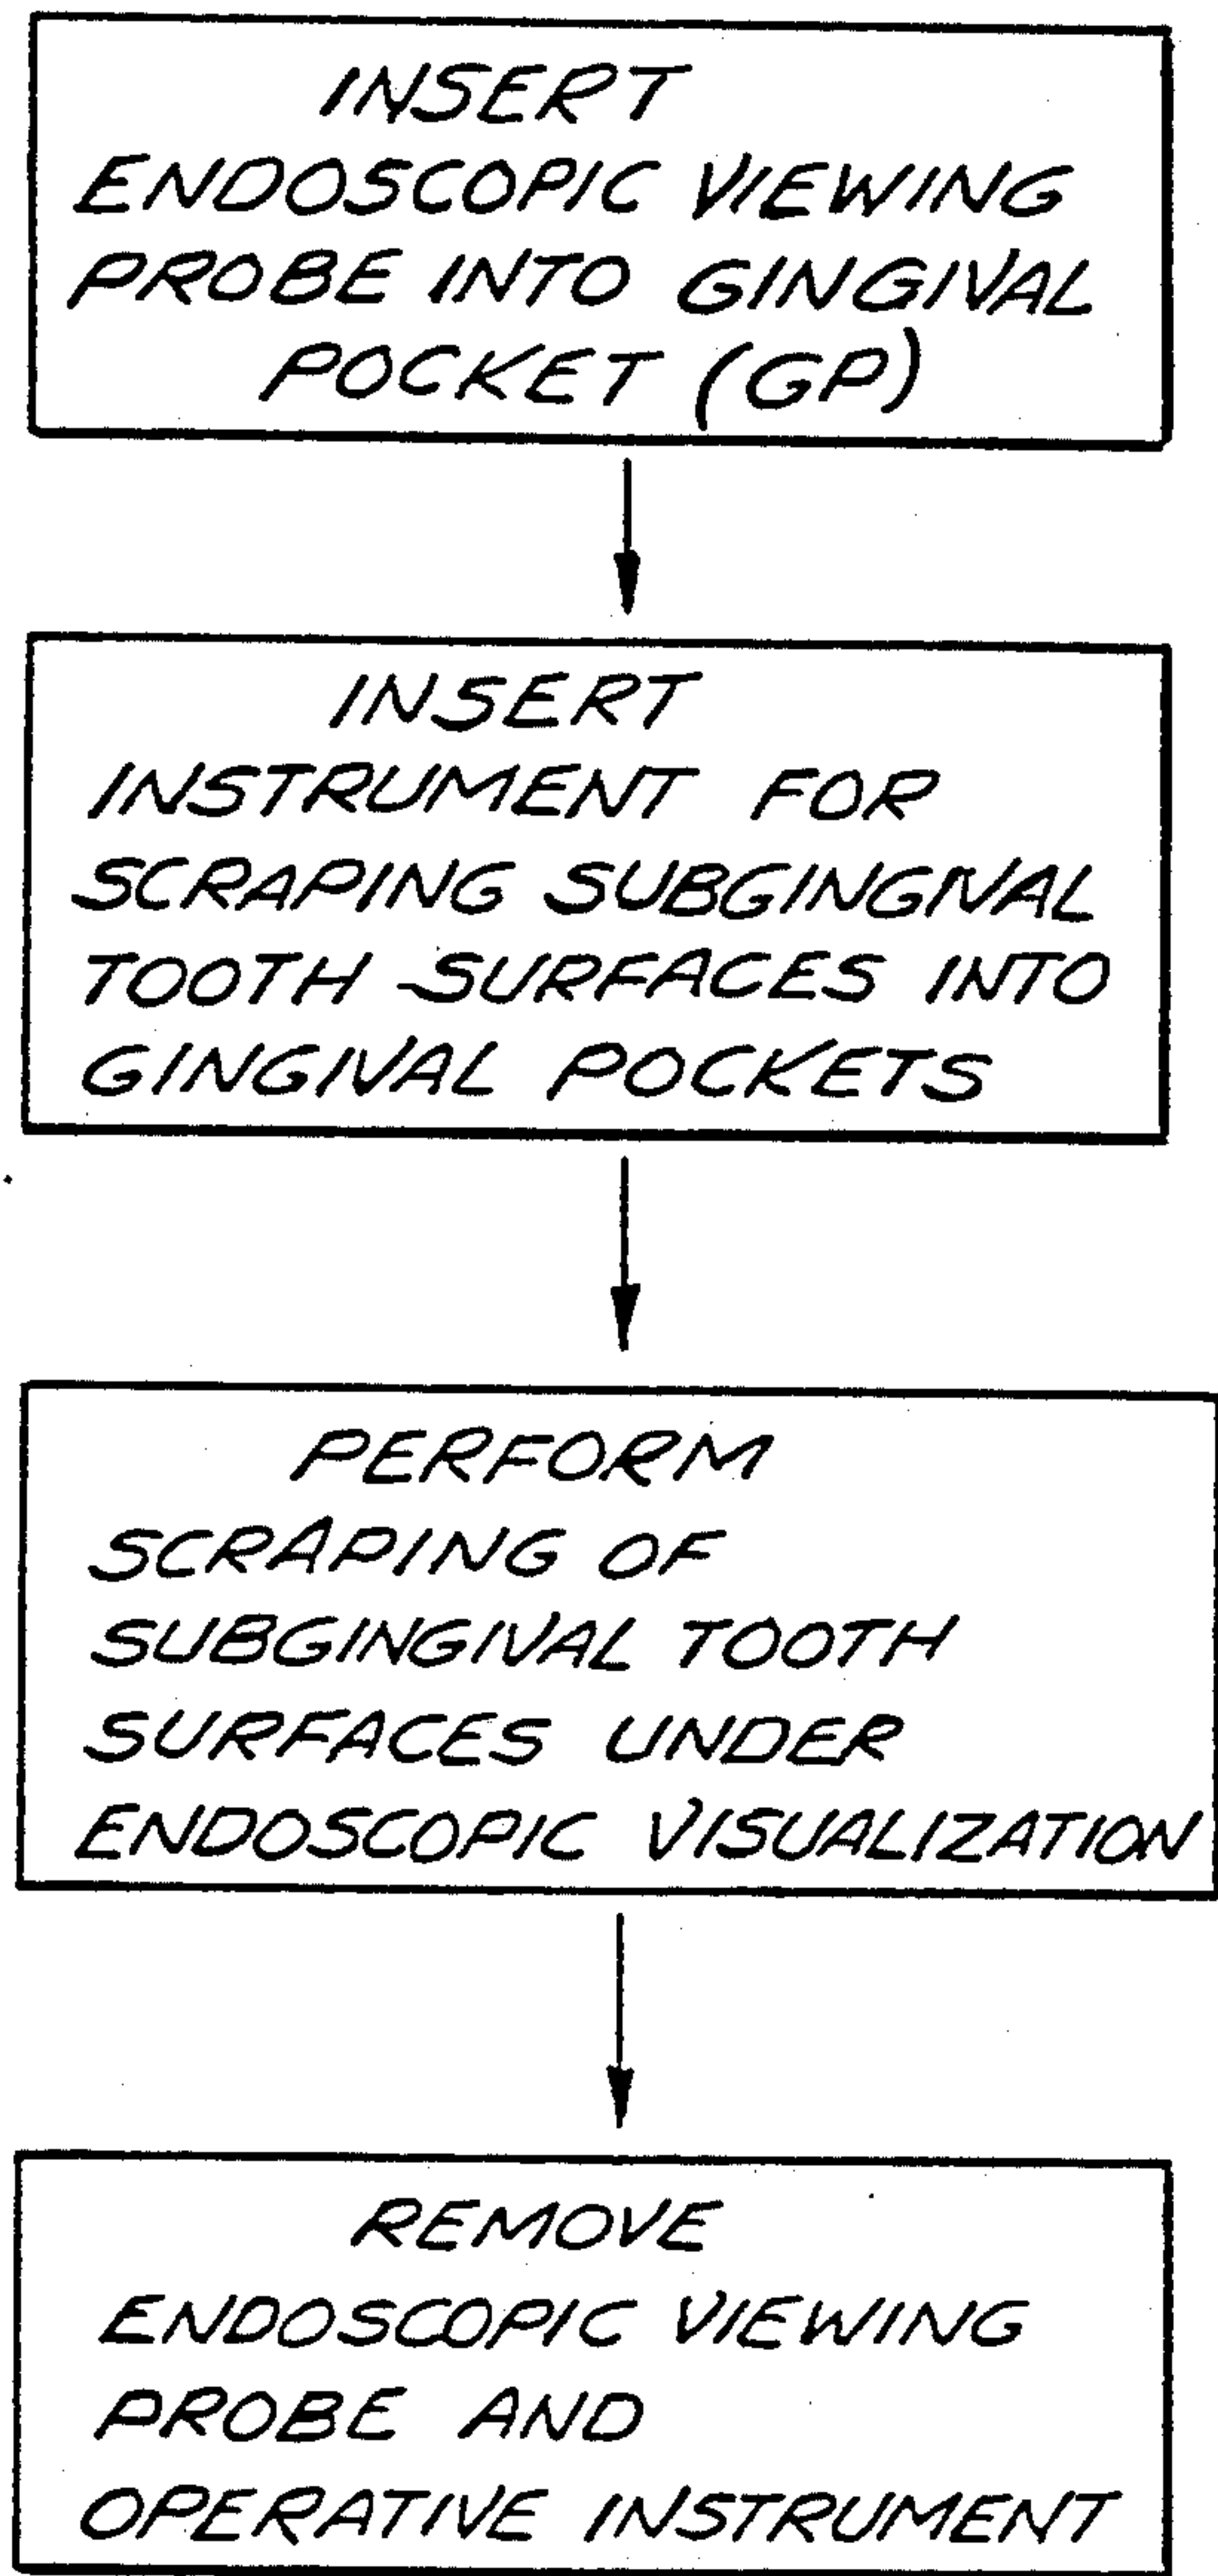 INSERT
ENDOSCOPIC VIEWING
PROBE INTO GINGIVAL
POCKET (GP)
INSERT
INSTRUMENT FOR
SCRAPING SUBGINGIVAL
TOOTH SURFACES INTO
GINGIVAL POCKETS
PERFORM
SCRAPING OF
SUBGINGIVAL TOOTH
SURFACES UNDER
ENDOSCOPIC VISUALIZATION
REMOVE
ENDOSCOPIC VIEWING
PROBE AND
OPERATIVE INSTRUMENT